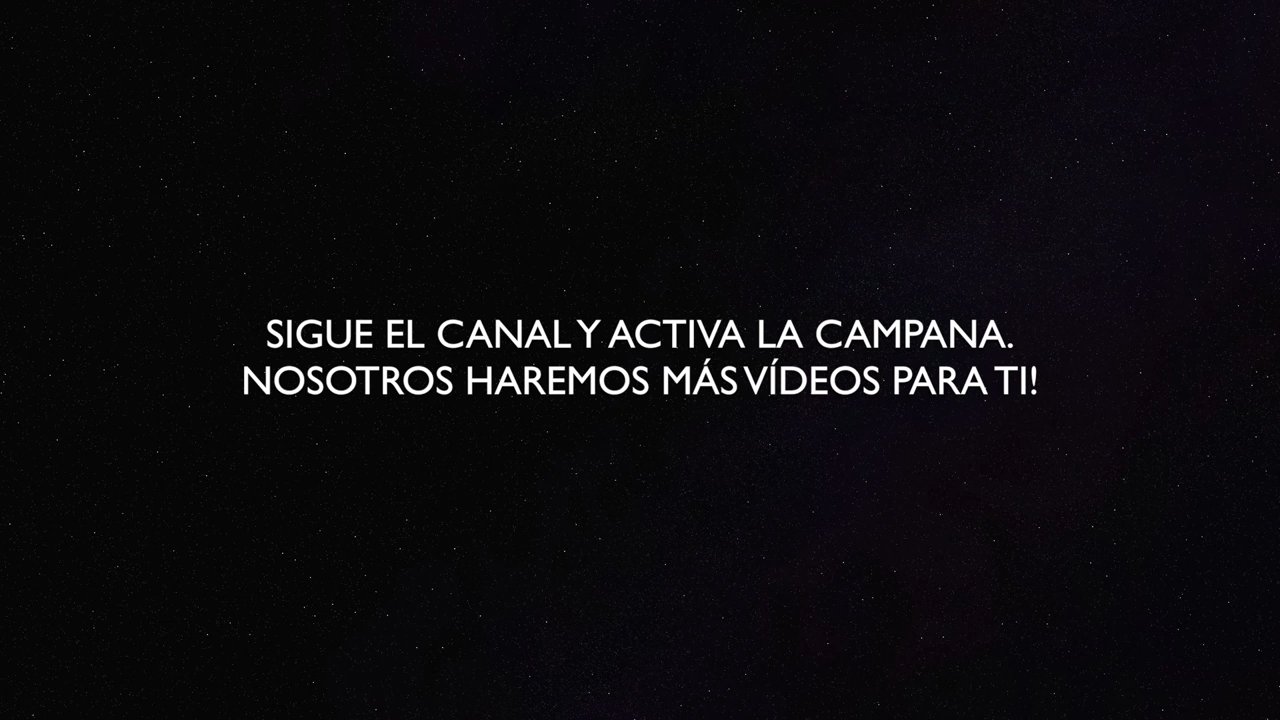 SIGUE EL CANAL Y ACTIVA LA CAMPANA.
NOSOTROS HAREMOS MÁS VÍDEOS PARA TI!